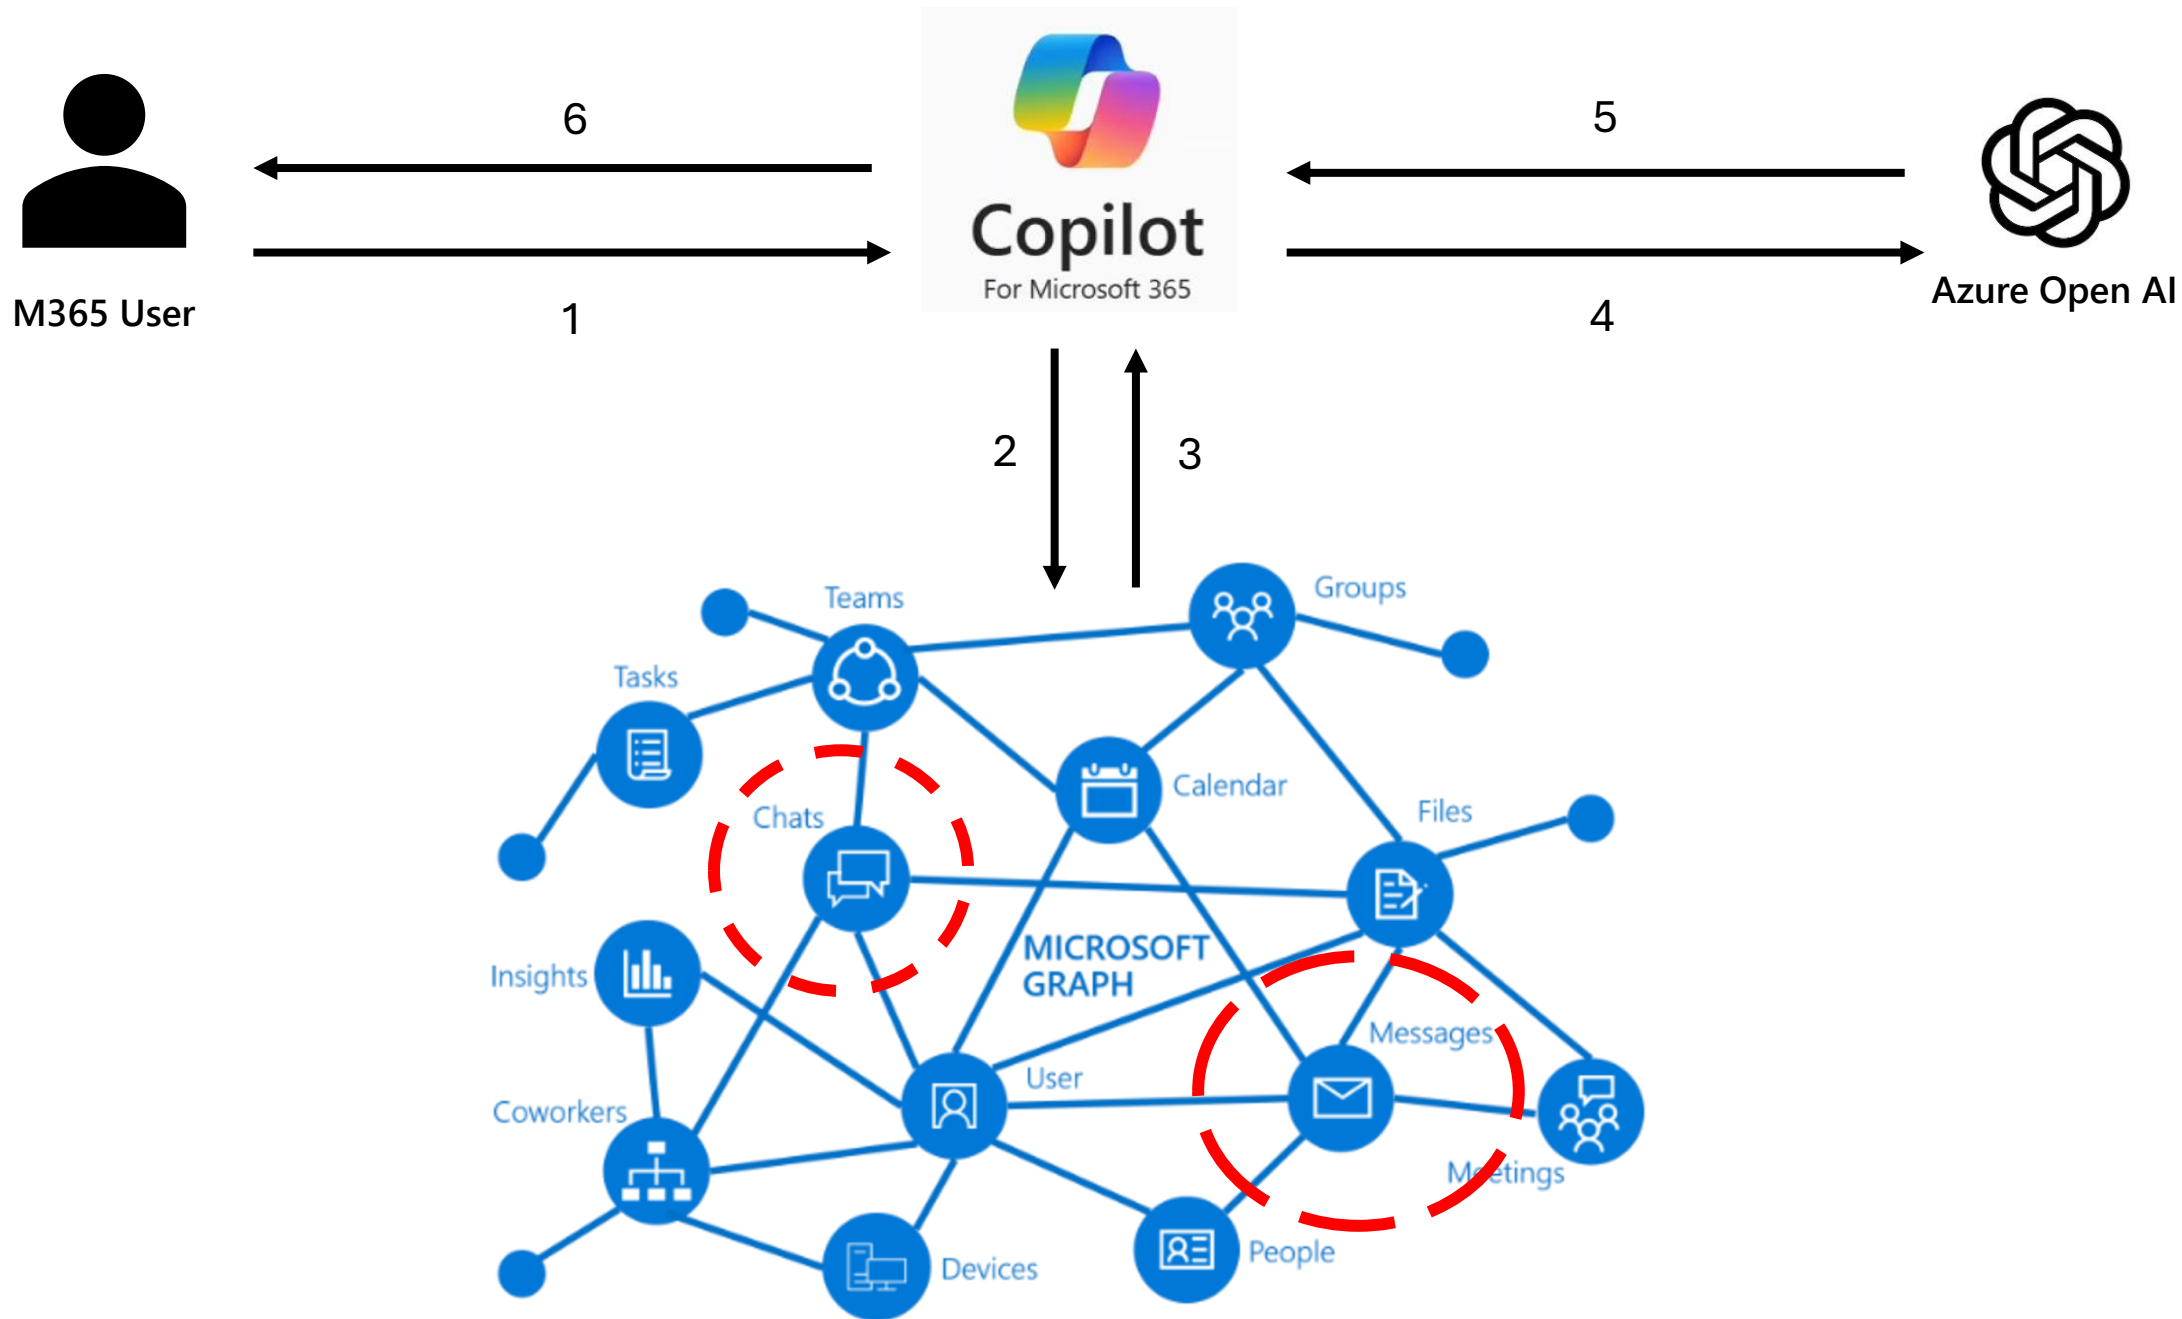 6
5
Copilot
For Microsoft 365
M365 User
1
Azure Open AI
4
2
3
Teams
Groups
Tasks
Calendar
Chats
Files
MICROSOFT
GRAPH
Insights
Messages
User
Coworkers
Meetings
People
Devices